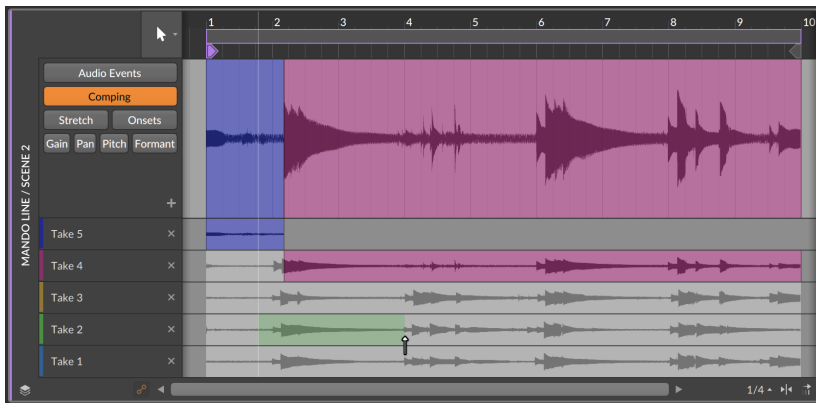 1 2 3 4 5 6 7 8 9 10
Audio Events
Comping
Stretch Onsets
Gain Pan Pitch Formant
MANDO LINE / SCENE 2
Take 5
Take 4
Take 3
Take 2
Take 1
1/4